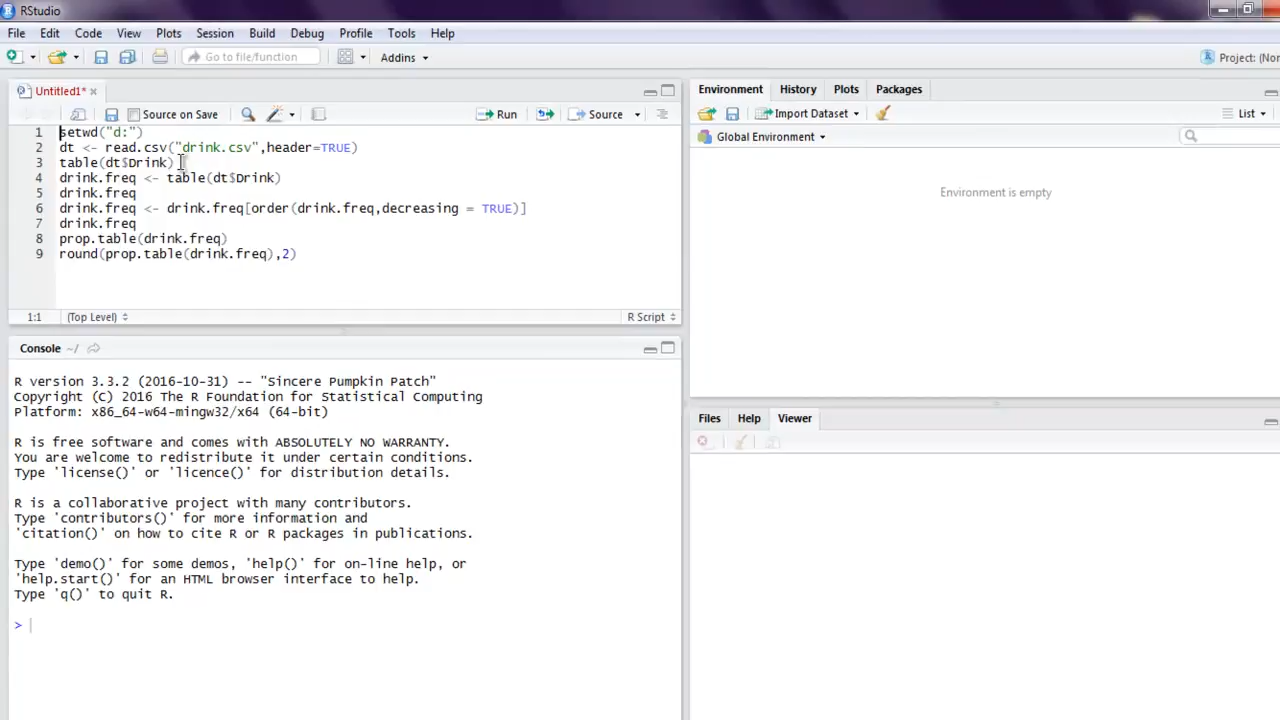 RStudio
File Edit Code View Plots Session Build Debug Profile Tools Help
Go to file/function Addins Project: (Nor
Untitled1*
Source on Save Run Source
1 setwd("d:")
2 dt <- read.csv("drink.csv",header=TRUE)
3 table(dt$Drink)
4 drink.freq <- table(dt$Drink)
5 drink.freq
6 drink.freq <- drink.freq[order(drink.freq,decreasing = TRUE)]
7 drink.freq
8 prop.table(drink.freq)
9 round(prop.table(drink.freq),2)
1:1 (Top Level) R Script
Console ~/
R version 3.3.2 (2016-10-31) -- "Sincere Pumpkin Patch"
Copyright (C) 2016 The R Foundation for Statistical Computing
Platform: x86_64-w64-mingw32/x64 (64-bit)
R is free software and comes with ABSOLUTELY NO WARRANTY.
You are welcome to redistribute it under certain conditions.
Type 'license()' or 'licence()' for distribution details.
R is a collaborative project with many contributors.
Type 'contributors()' for more information and
'citation()' on how to cite R or R packages in publications.
Type 'demo()' for some demos, 'help()' for on-line help, or
'help.start()' for an HTML browser interface to help.
Type 'q()' to quit R.
>
Environment History Plots Packages
Import Dataset List
Global Environment
Environment is empty
Files Help Viewer